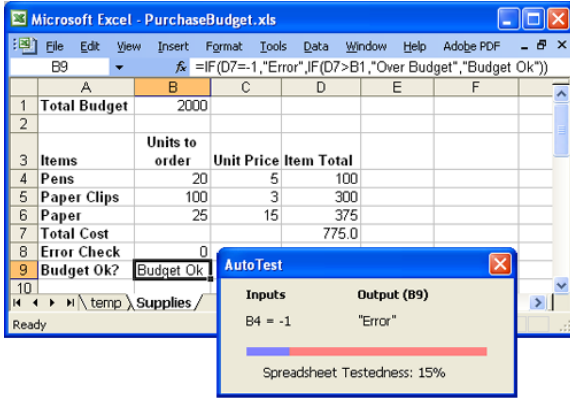 Microsoft Excel - PurchaseBudget.xls
File Edit View Insert Format Tools Data Window Help Adobe PDF
B9 fx =IF(D7=-1,"Error",IF(D7>B1,"Over Budget","Budget Ok"))
A B C D E F
1 Total Budget 2000
2
3 Items Units to order Unit Price Item Total
4 Pens 20 5 100
5 Paper Clips 100 3 300
6 Paper 25 15 375
7 Total Cost 775.0
8 Error Check 0
9 Budget Ok? Budget Ok
10
temp Supplies
Ready
AutoTest
Inputs Output (B9)
B4 = -1 "Error"
Spreadsheet Testedness: 15%